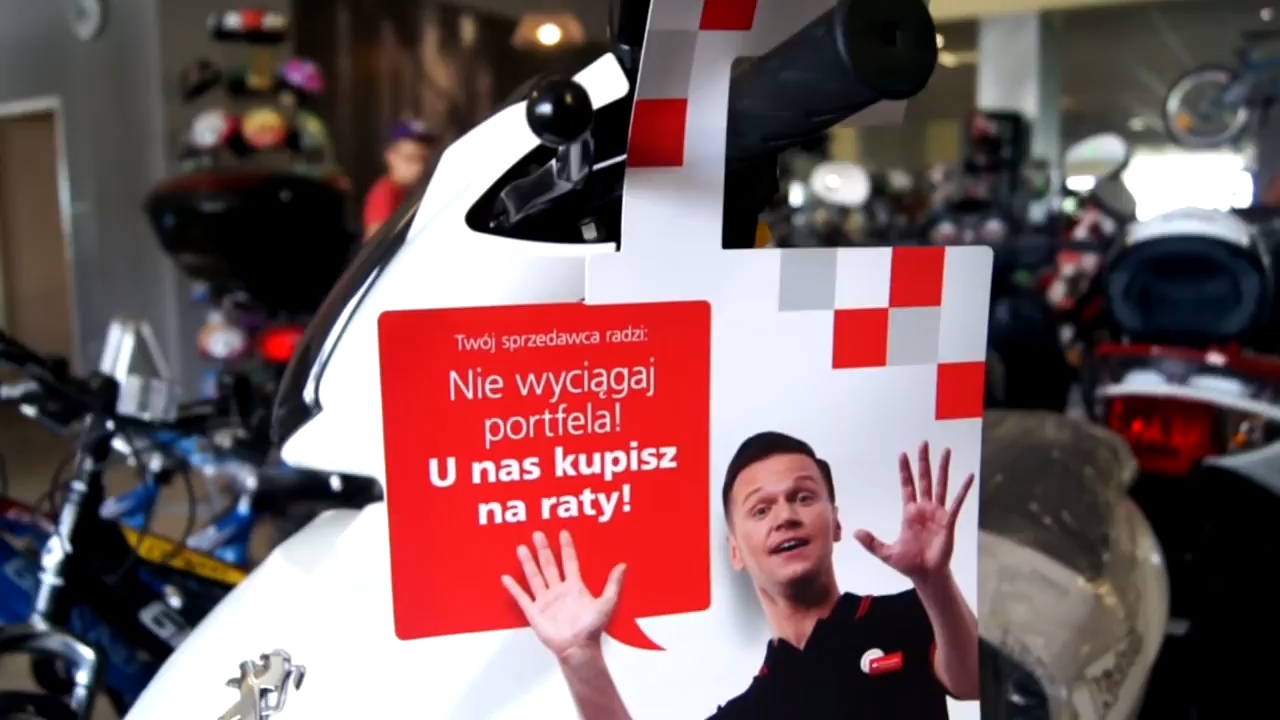 Twój sprzedawca radzi:
Nie wyciągaj
portfela!
U nas kupisz
na raty!